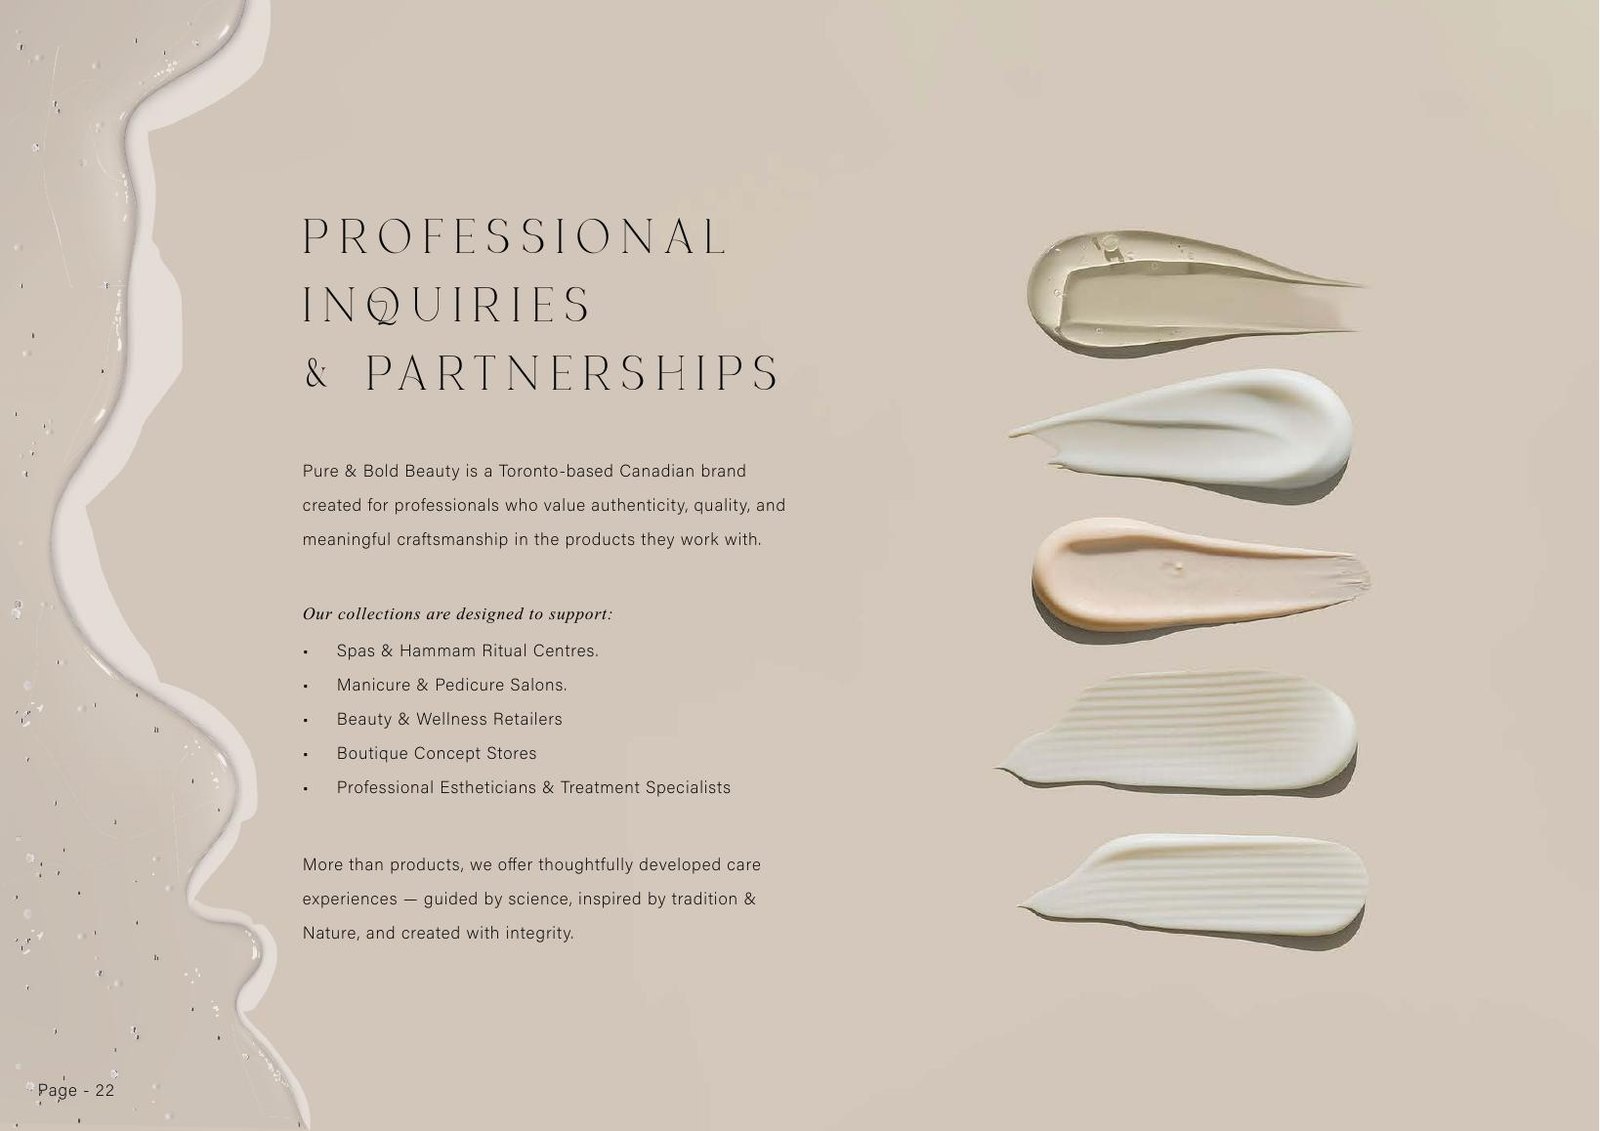 PROFESSIONAL
INQUIRIES
& PARTNERSHIPS
Pure & Bold Beauty is a Toronto-based Canadian brand
created for professionals who value authenticity, quality, and
meaningful craftsmanship in the products they work with.
Our collections are designed to support:
• Spas & Hammam Ritual Centres.
• Manicure & Pedicure Salons.
• Beauty & Wellness Retailers
• Boutique Concept Stores
• Professional Estheticians & Treatment Specialists
More than products, we offer thoughtfully developed care
experiences — guided by science, inspired by tradition &
Nature, and created with integrity.
Page - 22